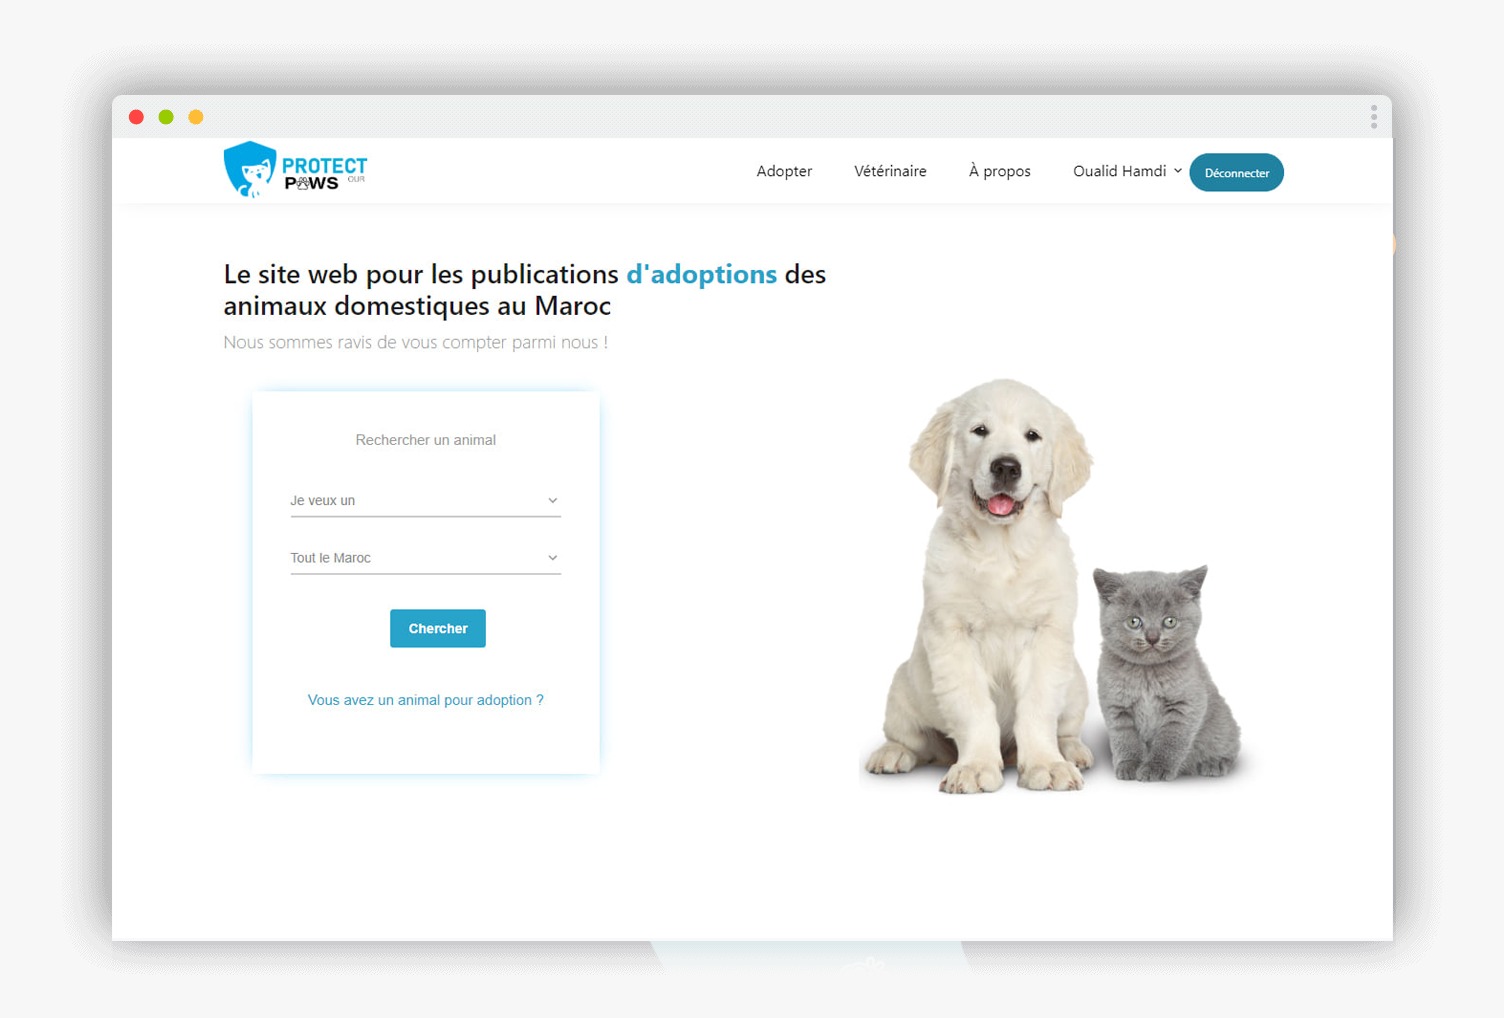 PROTECT
OUR
PAWS
Adopter
Vétérinaire
À propos
Oualid Hamdi
Déconnecter
Le site web pour les publications d'adoptions des
animaux domestiques au Maroc
Nous sommes ravis de vous compter parmi nous !
Rechercher un animal
Je veux un
Tout le Maroc
Chercher
Vous avez un animal pour adoption ?